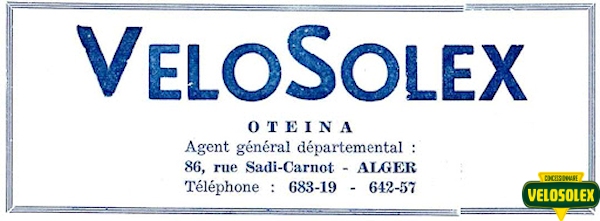 VELOSOLEX
OTEINA
Agent général départemental :
86, rue Sadi-Carnot - ALGER
Téléphone : 683-19 - 642-57
CONCESSIONNAIRE
VELOSOLEX